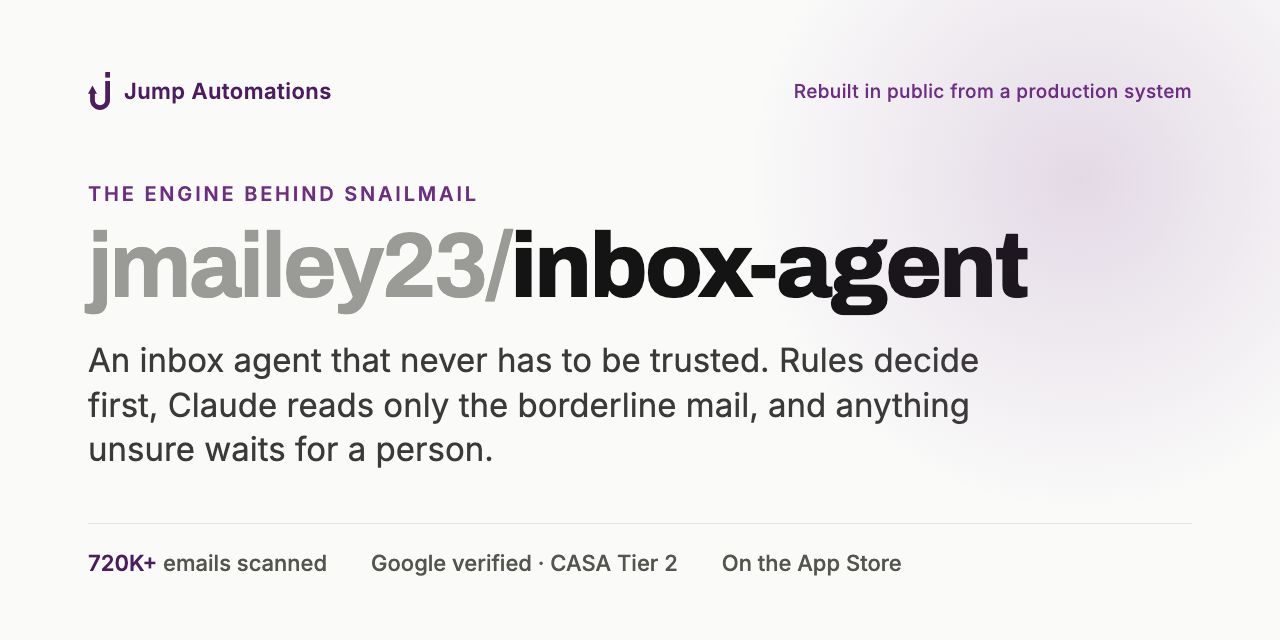 Jump Automations
Rebuilt in public from a production system
THE ENGINE BEHIND SNAILMAIL
jmailey23/inbox-agent
An inbox agent that never has to be trusted. Rules decide
first, Claude reads only the borderline mail, and anything
unsure waits for a person.
720K+ emails scanned
Google verified · CASA Tier 2
On the App Store